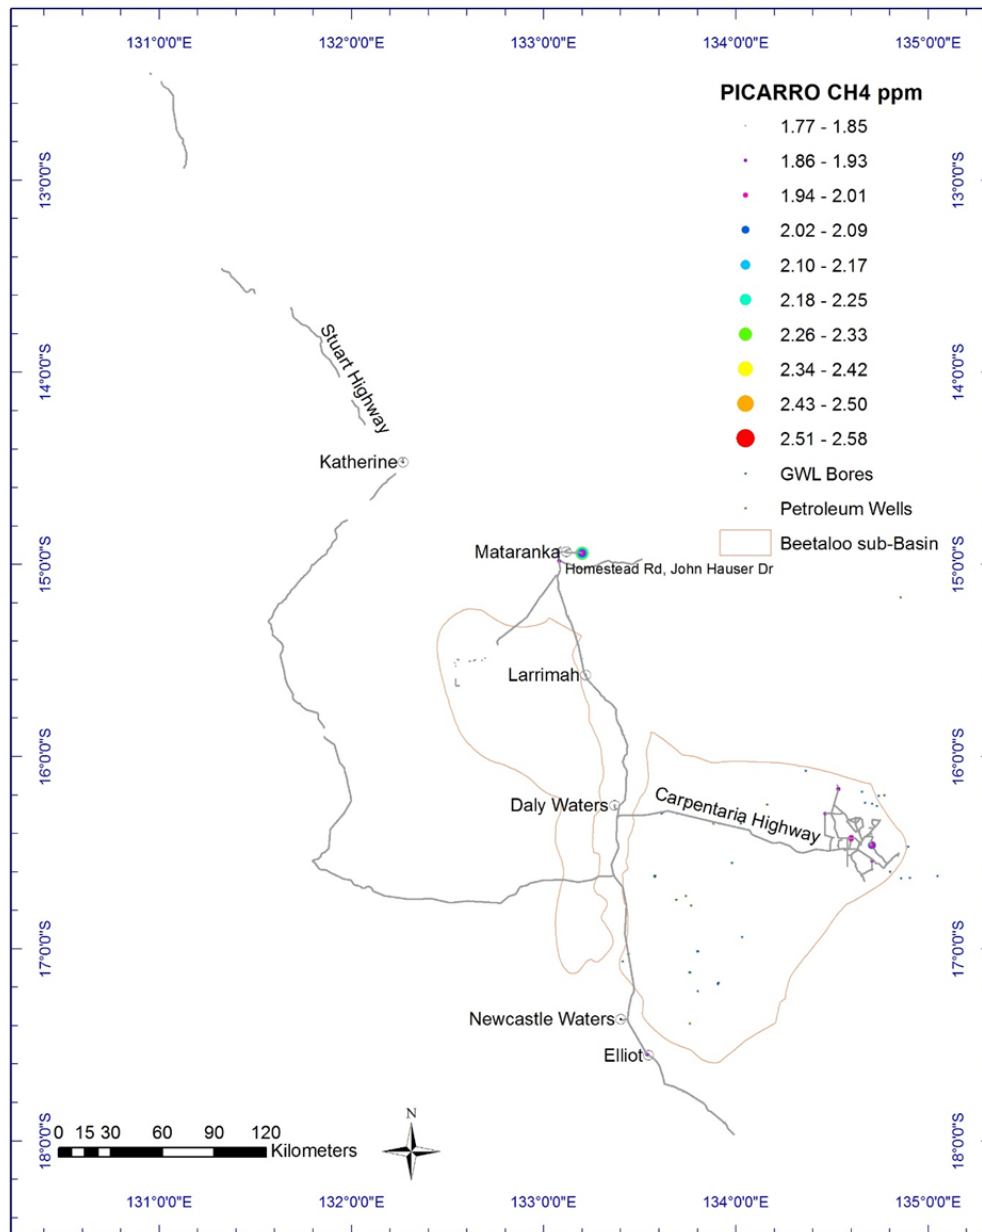 131°0'0"E 132°0'0"E 133°0'0"E 134°0'0"E 135°0'0"E
PICARRO CH4 ppm
1.77 - 1.85
1.86 - 1.93
1.94 - 2.01
2.02 - 2.09
2.10 - 2.17
2.18 - 2.25
2.26 - 2.33
2.34 - 2.42
2.43 - 2.50
2.51 - 2.58
GWL Bores
Petroleum Wells
Beetaloo sub-Basin
13°0'0"S 13°0'0"S
14°0'0"S 14°0'0"S
15°0'0"S 15°0'0"S
16°0'0"S 16°0'0"S
17°0'0"S 17°0'0"S
18°0'0"S 18°0'0"S
Stuart Highway
Katherine
Mataranka
Homestead Rd, John Hauser Dr
Larrimah
Daly Waters
Carpentaria Highway
Newcastle Waters
Elliot
N
0 15 30 60 90 120
Kilometers
131°0'0"E 132°0'0"E 133°0'0"E 134°0'0"E 135°0'0"E